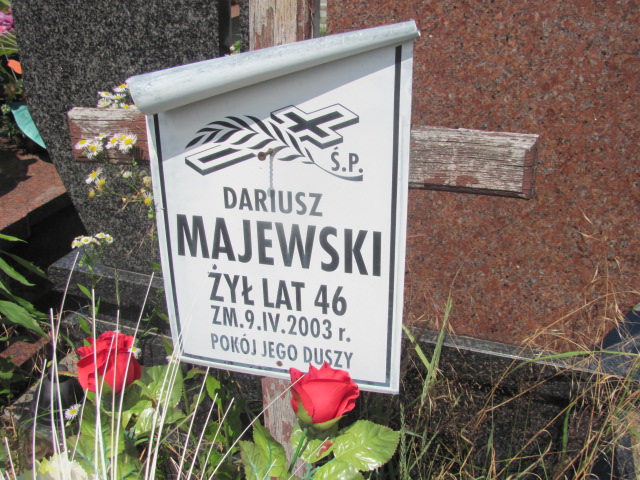 Ś.P.
DARIUSZ
MAJEWSKI
ŻYŁ LAT 46
ZM.9.IV.2003 r.
POKÓJ JEGO DUSZY